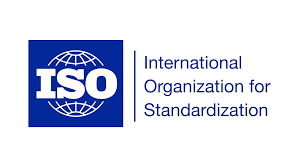 ISO
International
Organization for
Standardization